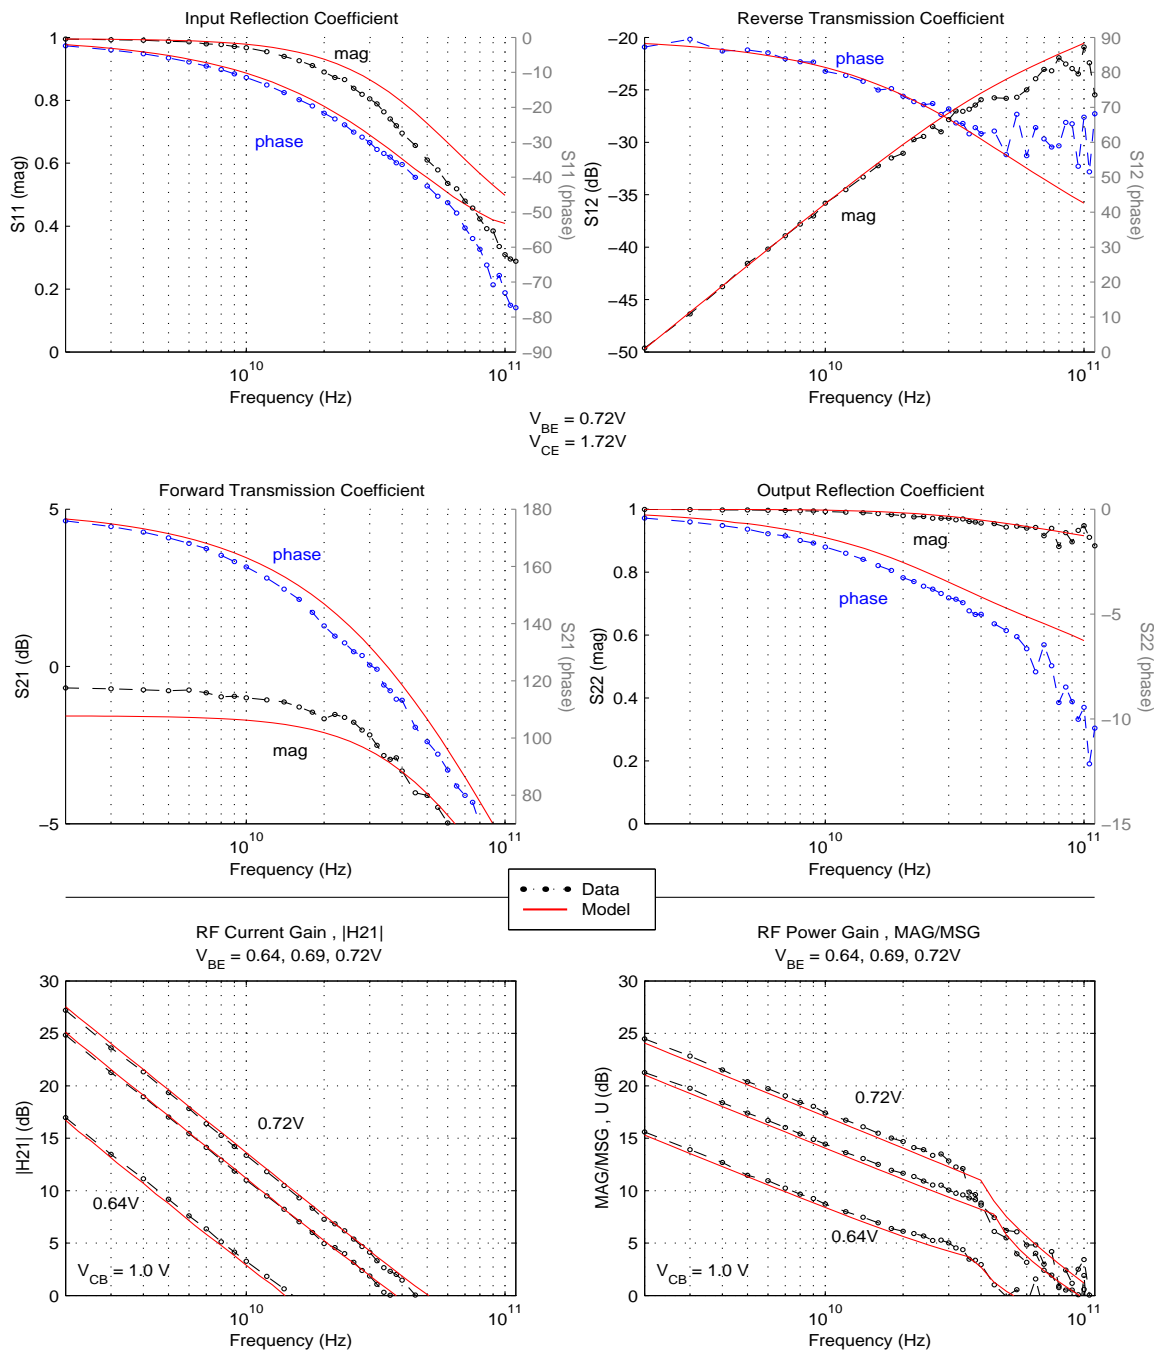 Input Reflection Coefficient
1
0.8
0.6
0.4
0.2
0
S11 (mag)
mag
phase
0
−10
−20
−30
−40
−50
−60
−70
−80
−90
S11 (phase)
10^10
10^11
Frequency (Hz)
Reverse Transmission Coefficient
−20
−25
−30
−35
−40
−45
−50
S12 (dB)
phase
mag
90
80
70
60
50
40
30
20
10
0
S12 (phase)
10^10
10^11
Frequency (Hz)
V_BE = 0.72V
V_CE = 1.72V
Forward Transmission Coefficient
5
0
−5
S21 (dB)
phase
mag
180
160
140
120
100
80
S21 (phase)
10^10
10^11
Frequency (Hz)
Output Reflection Coefficient
1
0.8
0.6
0.4
0.2
0
S22 (mag)
mag
phase
0
−5
−10
−15
S22 (phase)
10^10
10^11
Frequency (Hz)
Data
Model
RF Current Gain , |H21|
V_BE = 0.64, 0.69, 0.72V
30
25
20
15
10
5
0
|H21| (dB)
0.72V
0.64V
V_CB = 1.0 V
10^10
10^11
Frequency (Hz)
RF Power Gain , MAG/MSG
V_BE = 0.64, 0.69, 0.72V
30
25
20
15
10
5
0
MAG/MSG , U (dB)
0.72V
0.64V
V_CB = 1.0 V
10^10
10^11
Frequency (Hz)